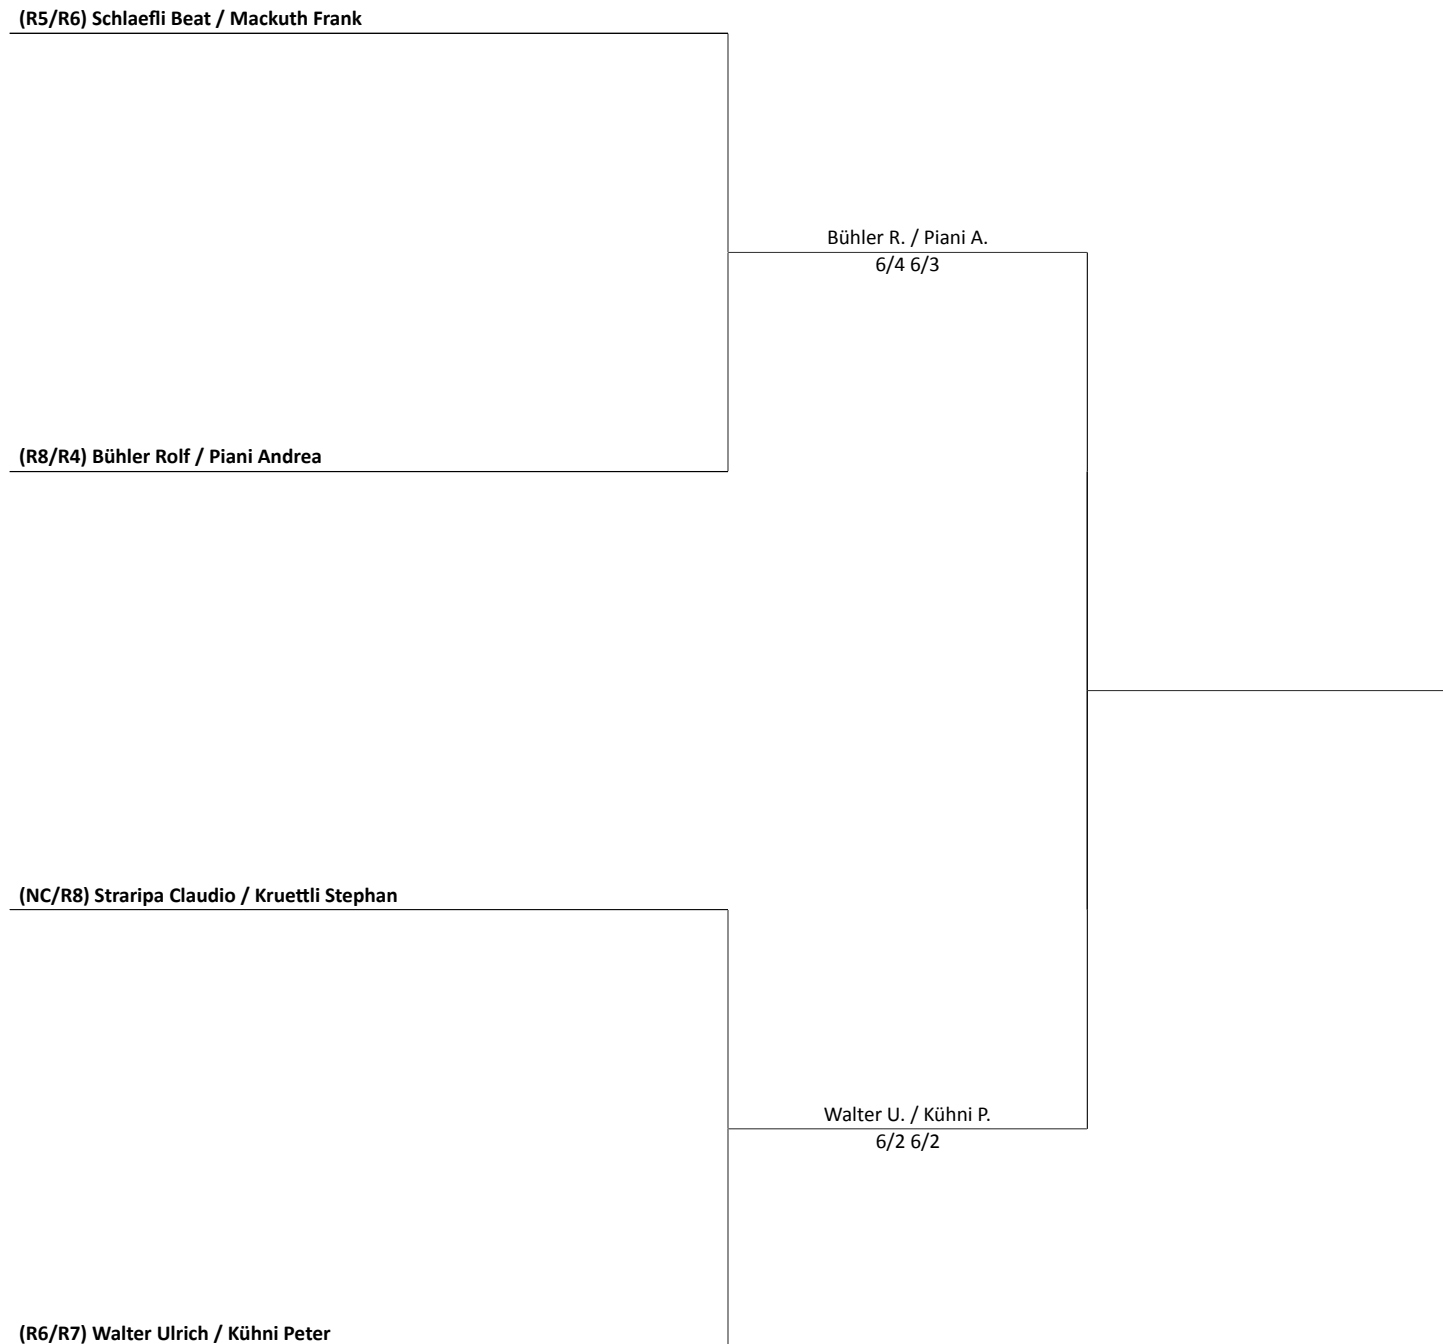 (R5/R6) Schlaefli Beat / Mackuth Frank
Bühler R. / Piani A.
6/4 6/3
(R8/R4) Bühler Rolf / Piani Andrea
(NC/R8) Straripa Claudio / Kruettli Stephan
Walter U. / Kühni P.
6/2 6/2
(R6/R7) Walter Ulrich / Kühni Peter